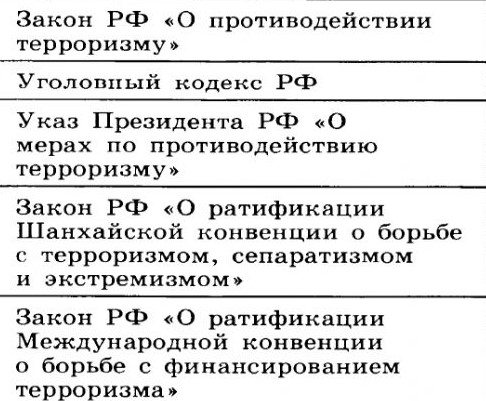 Закон РФ «О противодействии
терроризму»
Уголовный кодекс РФ
Указ Президента РФ «О
мерах по противодействию
терроризму»
Закон РФ «О ратификации
Шанхайской конвенции о борьбе
с терроризмом, сепаратизмом
и экстремизмом»
Закон РФ «О ратификации
Международной конвенции
о борьбе с финансированием
терроризма»